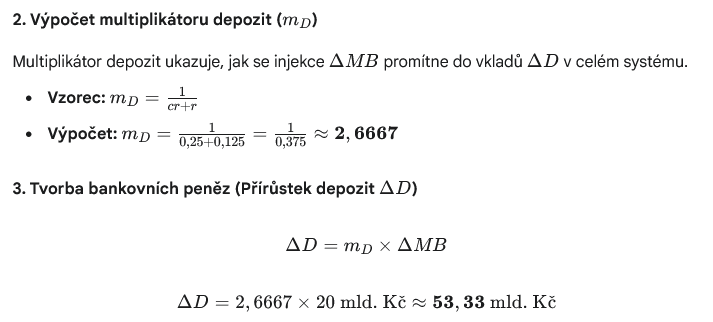 2. Výpočet multiplikátoru depozit (m_D)
Multiplikátor depozit ukazuje, jak se injekce ΔMB promítne do vkladů ΔD v celém systému.
• Vzorec: m_D = 1/(cr+r)
• Výpočet: m_D = 1/(0,25+0,125) = 1/0,375 ≈ 2,6667
3. Tvorba bankovních peněz (Přírůstek depozit ΔD)
ΔD = m_D × ΔMB
ΔD = 2,6667 × 20 mld. Kč ≈ 53,33 mld. Kč